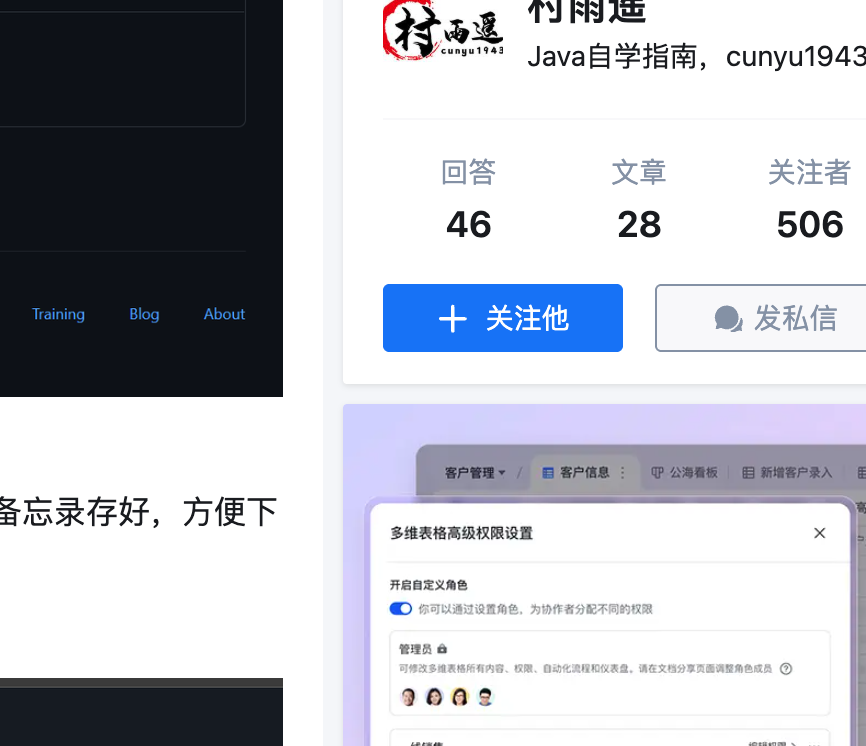 Training Blog About
备忘录存好，方便下
村雨遥
cunyu1943
村雨遥
Java自学指南，cunyu1943
回答 文章 关注者
46 28 506
关注他 发私信
客户管理 / 客户信息 公海看板 新增客户录入
多维表格高级权限设置
开启自定义角色
你可以通过设置角色，为协作者分配不同的权限
管理员
可修改多维表格所有内容、权限、自动化流程和仪表盘。请在文档分享页面调整角色成员